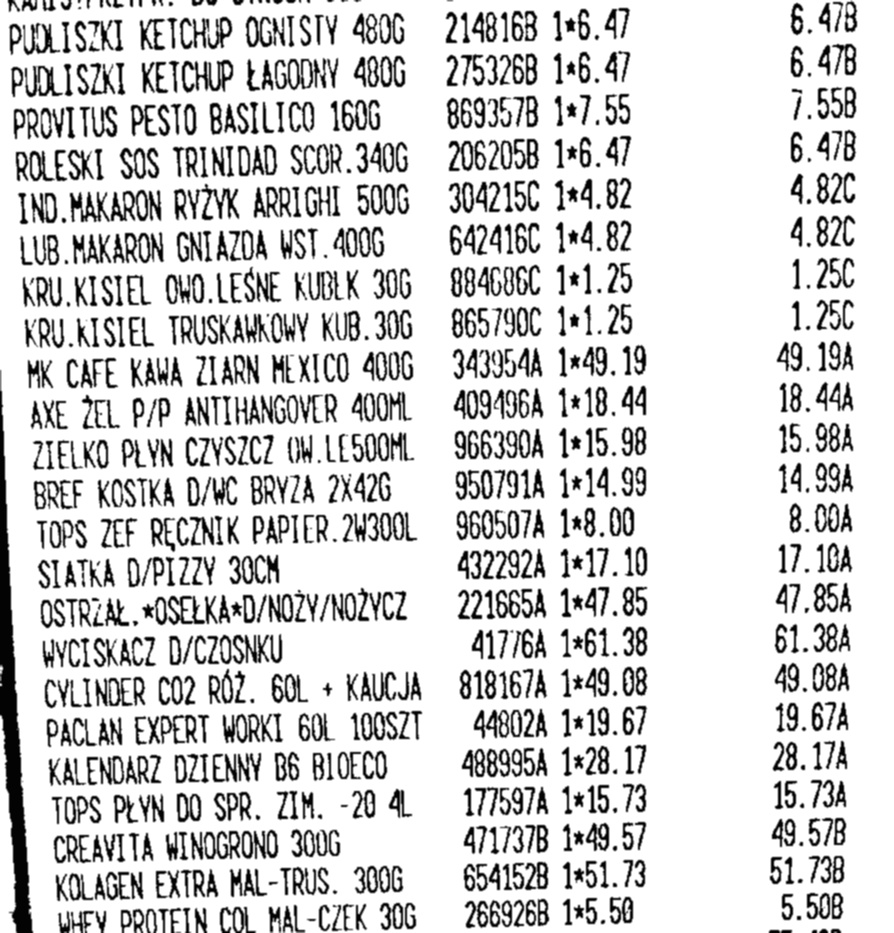 PUDLISZKI KETCHUP OGNISTY 480G 214816B 1*6.47 6.47B
PUDLISZKI KETCHUP ŁAGODNY 480G 275326B 1*6.47 6.47B
PROVITUS PESTO BASILICO 160G 869357B 1*7.55 7.55B
ROLESKI SOS TRINIDAD SCOR.340G 206205B 1*6.47 6.47B
IND.MAKARON RYŻYK ARRIGHI 500G 304215C 1*4.82 4.82C
LUB.MAKARON GNIAZDA WST.400G 642416C 1*4.82 4.82C
KRU.KISIEL OWO.LEŚNE KUBLK 30G 884686C 1*1.25 1.25C
KRU.KISIEL TRUSKAWKOWY KUB.30G 865790C 1*1.25 1.25C
MK CAFE KAWA ZIARN MEXICO 400G 343954A 1*49.19 49.19A
AXE ŻEL P/P ANTIHANGOVER 400ML 409496A 1*18.44 18.44A
ZIELKO PŁYN CZYSZCZ OW.LE500ML 966390A 1*15.98 15.98A
BREF KOSTKA D/WC BRYZA 2X42G 950791A 1*14.99 14.99A
TOPS ZEF RĘCZNIK PAPIER.2W300L 960507A 1*8.00 8.00A
SIATKA D/PIZZY 30CM 432292A 1*17.10 17.10A
OSTRZAŁ.*OSEŁKA*D/NOŻY/NOŻYCZ 221665A 1*47.85 47.85A
WYCISKACZ D/CZOSNKU 41776A 1*61.38 61.38A
CYLINDER CO2 RÓŻ. 60L + KAUCJA 818167A 1*49.08 49.08A
PACLAN EXPERT WORKI 60L 100SZT 44802A 1*19.67 19.67A
KALENDARZ DZIENNY B6 BIOECO 488995A 1*28.17 28.17A
TOPS PŁYN DO SPR. ZIM. -20 4L 177597A 1*15.73 15.73A
CREAVITA WINOGRONO 300G 471737B 1*49.57 49.57B
KOLAGEN EXTRA MAL-TRUS. 300G 654152B 1*51.73 51.73B
WHEY PROTEIN COL MAL-CZEK 30G 266926B 1*5.50 5.50B